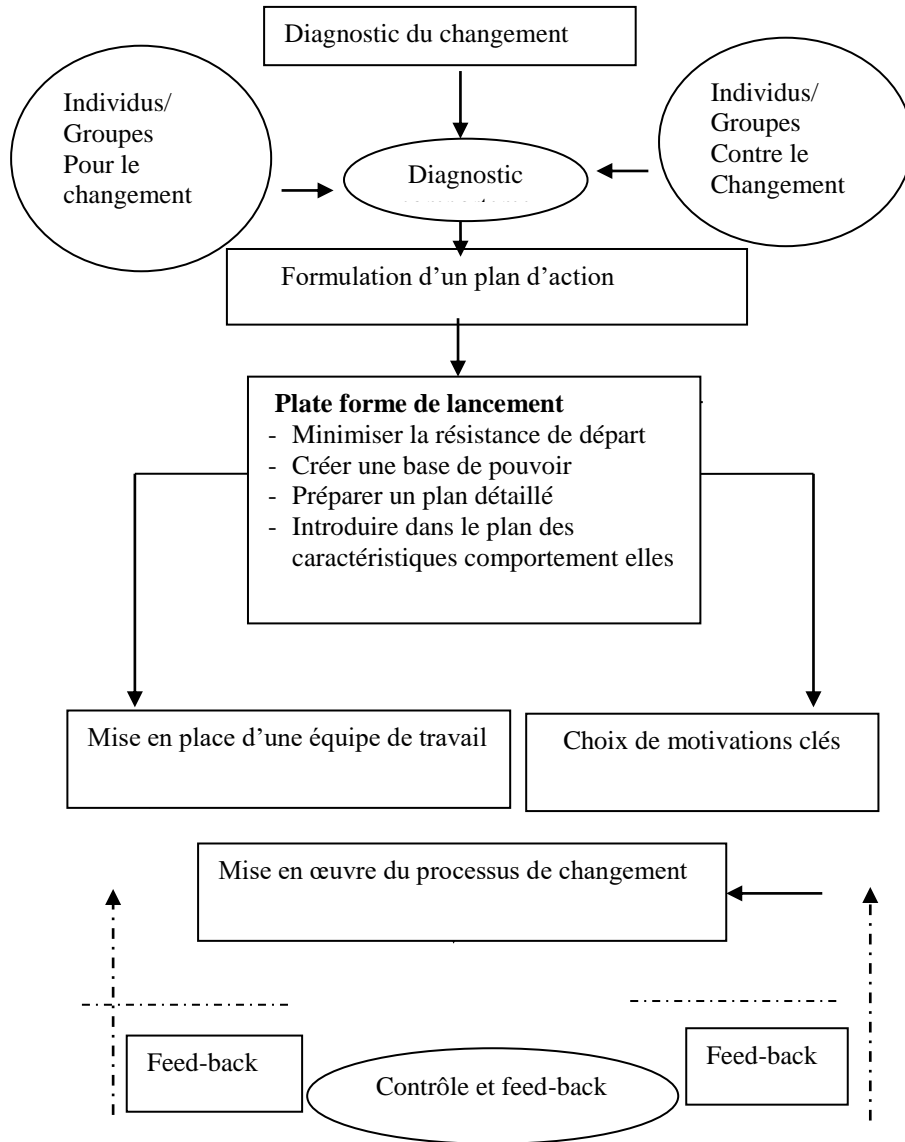 Diagnostic du changement
Individus/
Groupes
Pour le
changement
Individus/
Groupes
Contre le
Changement
Diagnostic
Formulation d’un plan d’action
Plate forme de lancement
- Minimiser la résistance de départ
- Créer une base de pouvoir
- Préparer un plan détaillé
- Introduire dans le plan des
caractéristiques comportement elles
Mise en place d’une équipe de travail
Choix de motivations clés
Mise en œuvre du processus de changement
Feed-back
Contrôle et feed-back
Feed-back